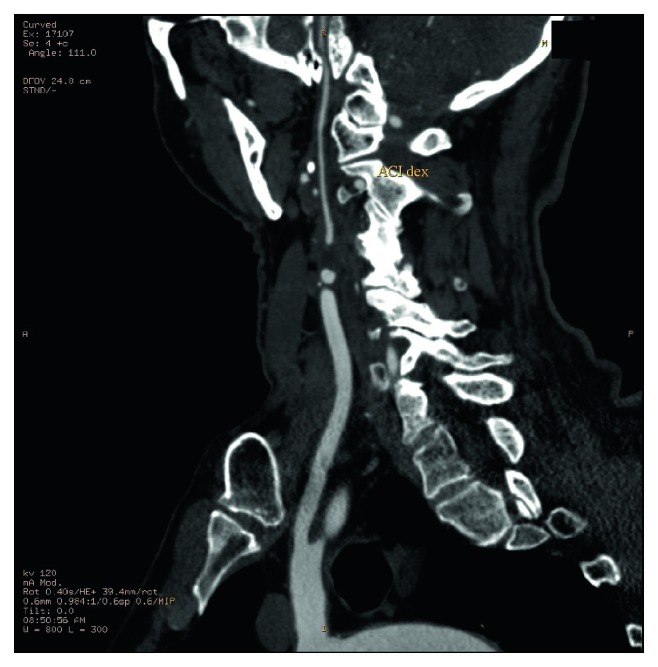 Curved
Ex: 17107
Se: 4 +c
Angle: 111.0
DFOV 24.0 cm
STND/-
S
H
ACI dex
A
P
kv 120
mA Mod.
Rot 0.40s/HE+ 39.4mm/rot
0.6mm 0.984:1/0.6sp 0.6/MIP
Tilt: 0.0
08:50:56 AM
W = 800 L = 300
I